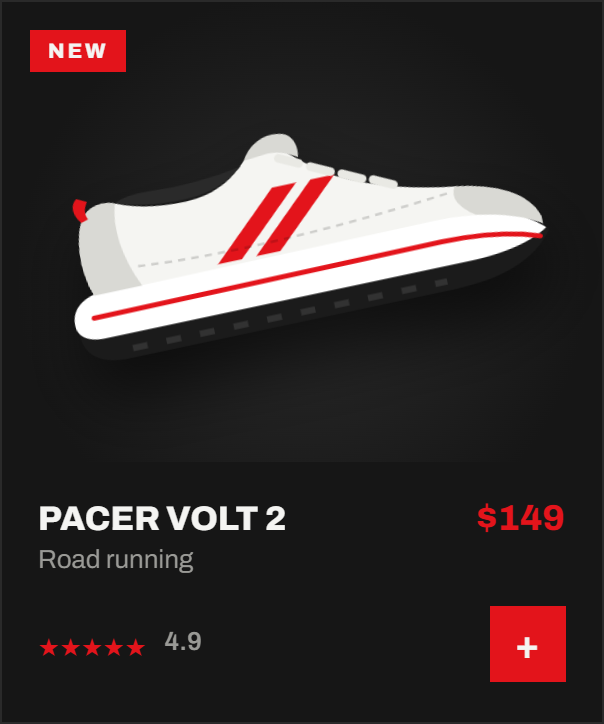 NEW
PACER VOLT 2
$149
Road running
★★★★★ 4.9
+